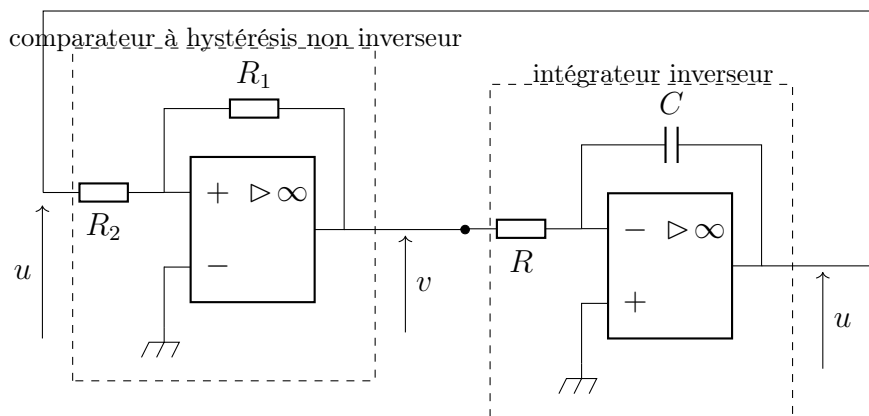 comparateur à hystérésis non inverseur
intégrateur inverseur
R₁
C
+ ▷ ∞
− ▷ ∞
R₂
R
u
−
v
+
u